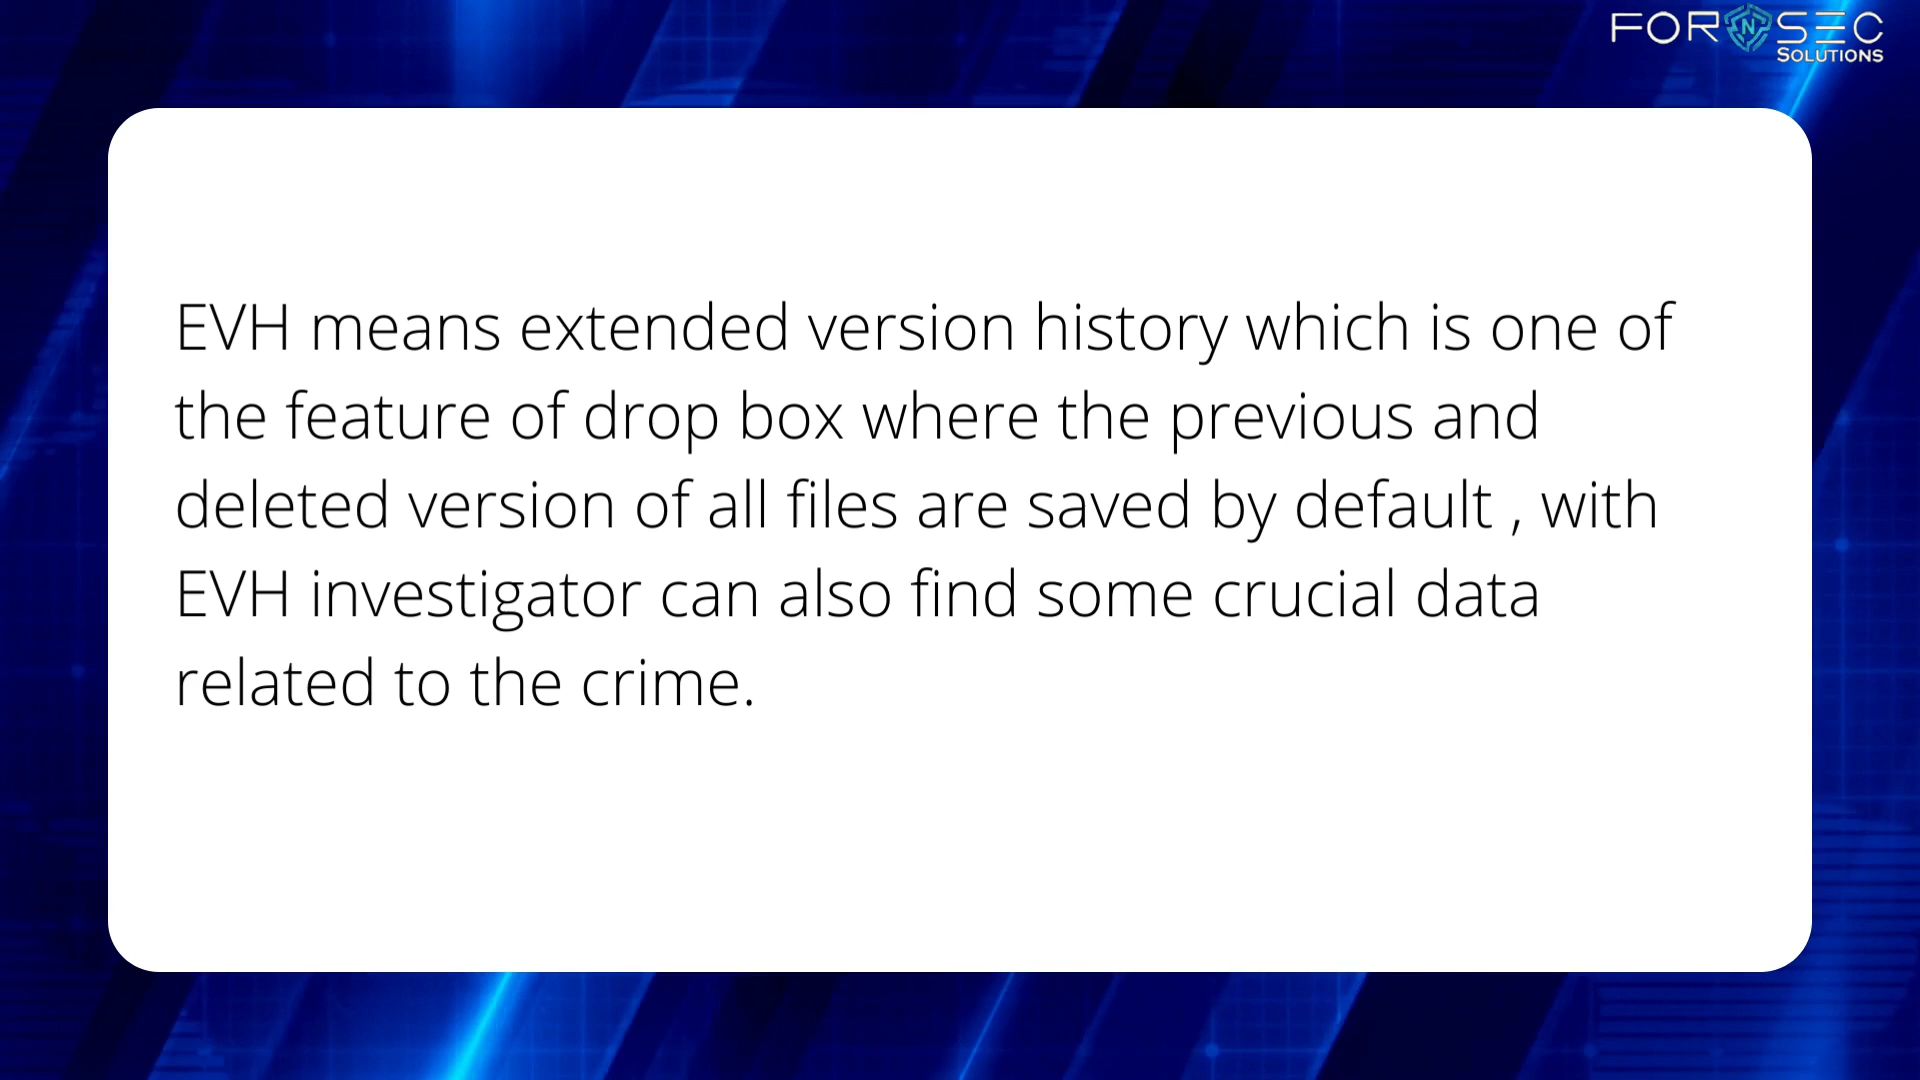 FORNSEC
SOLUTIONS
EVH means extended version history which is one of
the feature of drop box where the previous and
deleted version of all files are saved by default , with
EVH investigator can also find some crucial data
related to the crime.